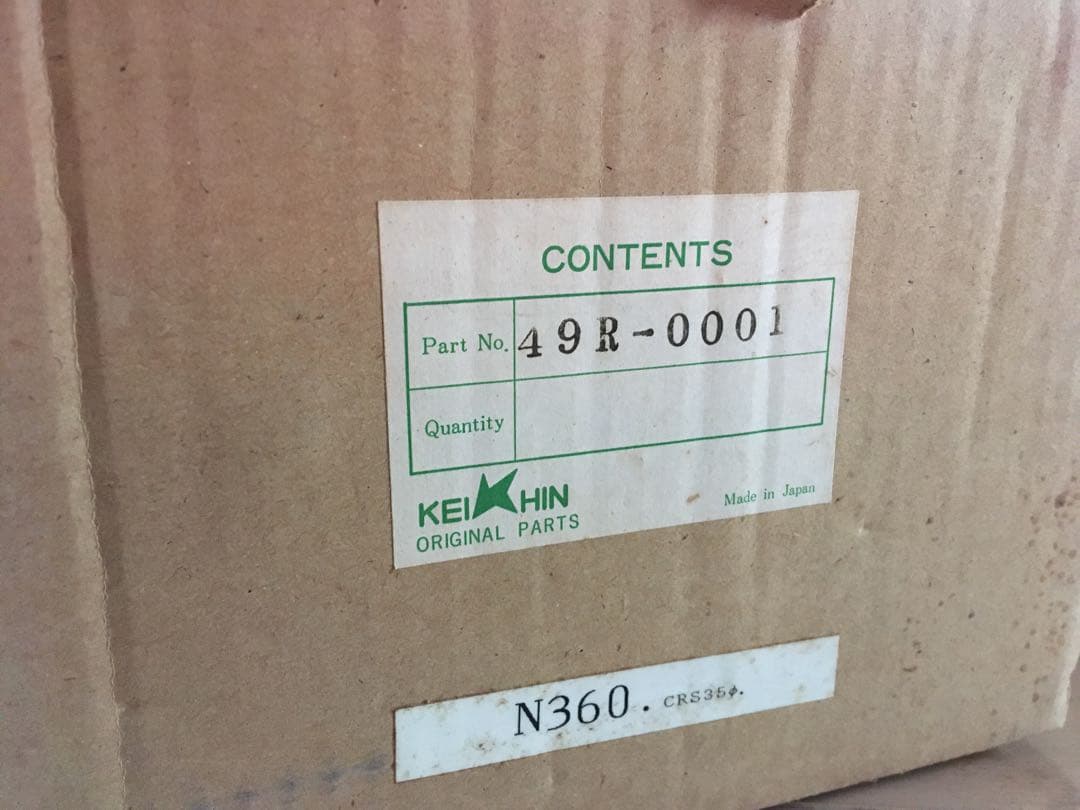 CONTENTS
Part No. 49R-0001
Quantity
KEIHIN
ORIGINAL PARTS
Made in Japan
N360. CRS35φ.